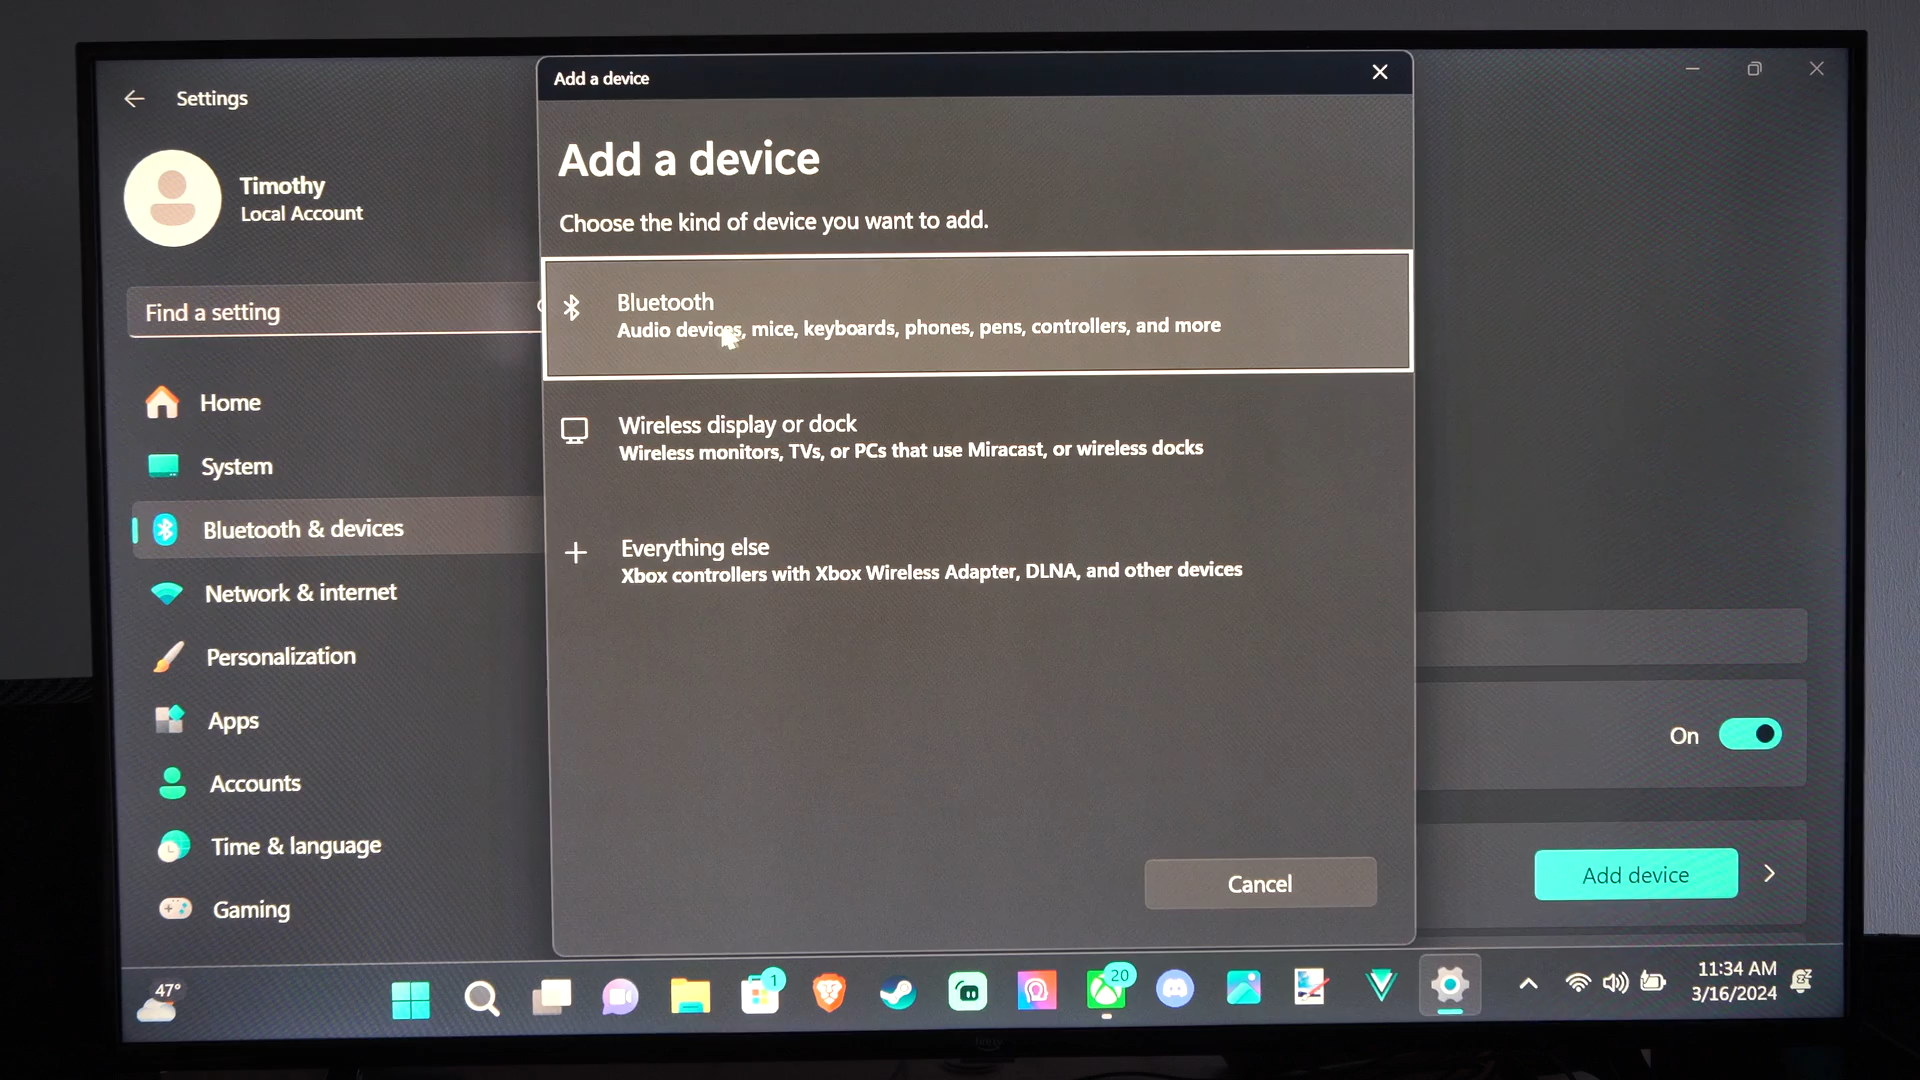 Settings
Timothy
Local Account
Find a setting
Home
System
Bluetooth & devices
Network & internet
Personalization
Apps
Accounts
Time & language
Gaming
Add a device
Add a device
Choose the kind of device you want to add.
Bluetooth
Audio devices, mice, keyboards, phones, pens, controllers, and more
Wireless display or dock
Wireless monitors, TVs, or PCs that use Miracast, or wireless docks
Everything else
Xbox controllers with Xbox Wireless Adapter, DLNA, and other devices
Cancel
On
Add device
47°
1
20
11:34 AM
3/16/2024